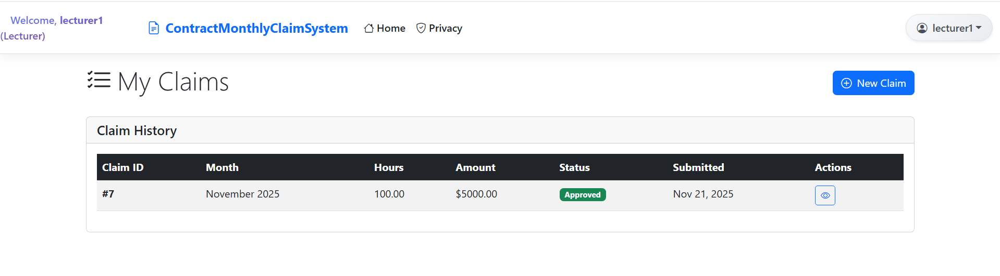 Welcome, lecturer1
(Lecturer)
ContractMonthlyClaimSystem
Home
Privacy
lecturer1
My Claims
New Claim
Claim History
Claim ID Month Hours Amount Status Submitted Actions
#7 November 2025 100.00 $5000.00 Approved Nov 21, 2025